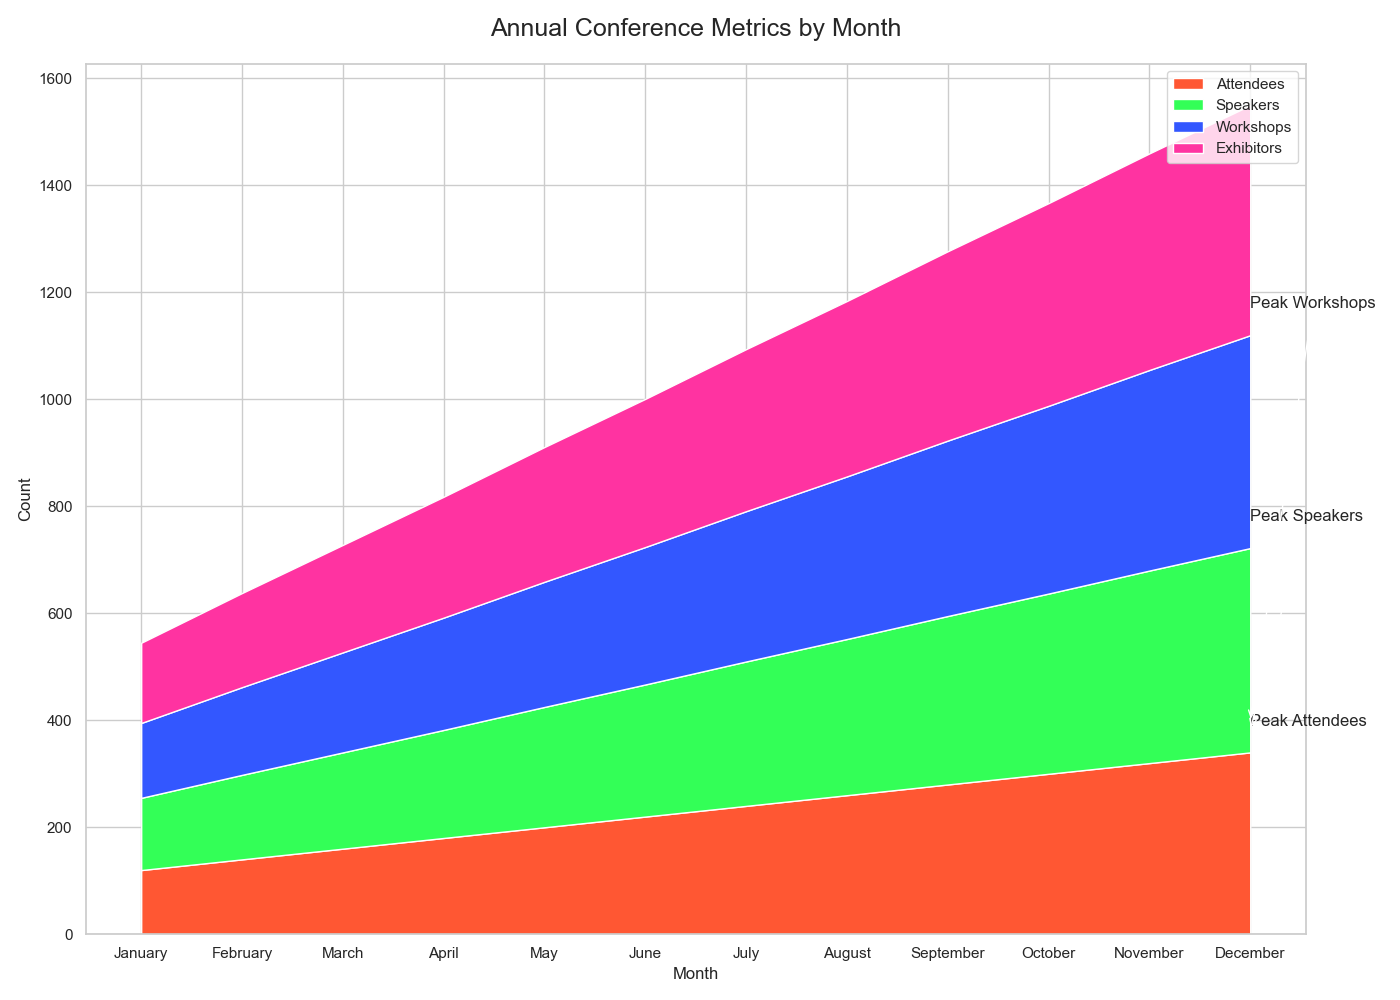 Annual Conference Metrics by Month
1600
1400
1200
1000
800
600
400
200
0
Count
Attendees
Speakers
Workshops
Exhibitors
Peak Workshops
Peak Speakers
Peak Attendees
January February March April May June July August September October November December
Month